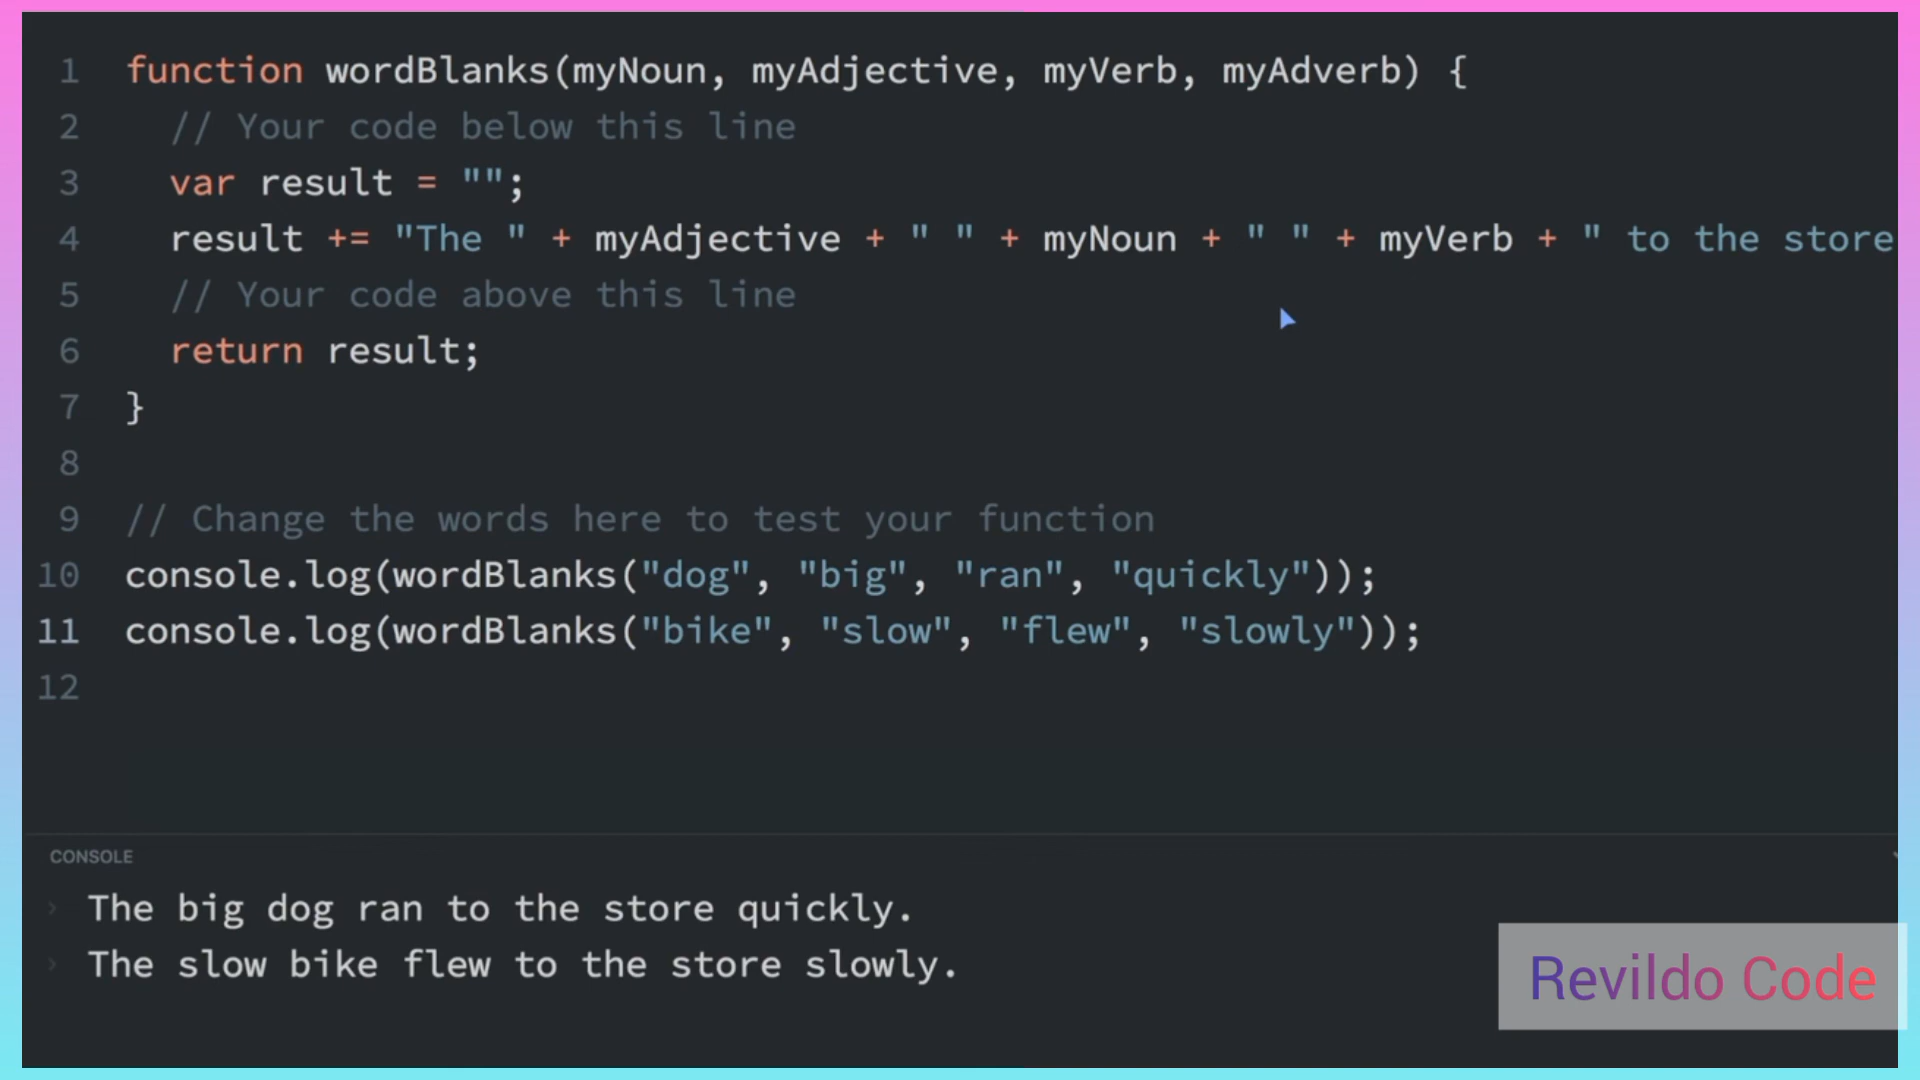 1 function wordBlanks(myNoun, myAdjective, myVerb, myAdverb) {
2 // Your code below this line
3 var result = "";
4 result += "The " + myAdjective + " " + myNoun + " " + myVerb + " to the store
5 // Your code above this line
6 return result;
7 }
8
9 // Change the words here to test your function
10 console.log(wordBlanks("dog", "big", "ran", "quickly"));
11 console.log(wordBlanks("bike", "slow", "flew", "slowly"));
12
CONSOLE
› The big dog ran to the store quickly.
› The slow bike flew to the store slowly.
Revildo Code